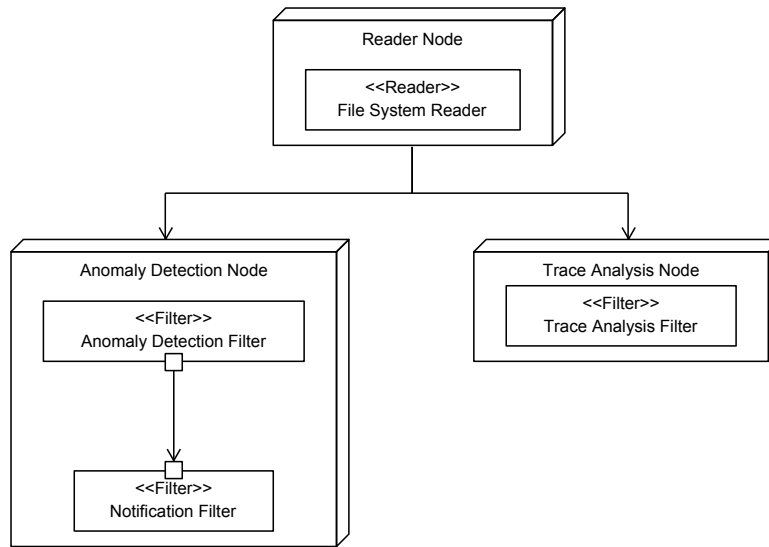 Reader Node
<<Reader>>
File System Reader
Anomaly Detection Node
<<Filter>>
Anomaly Detection Filter
<<Filter>>
Notification Filter
Trace Analysis Node
<<Filter>>
Trace Analysis Filter